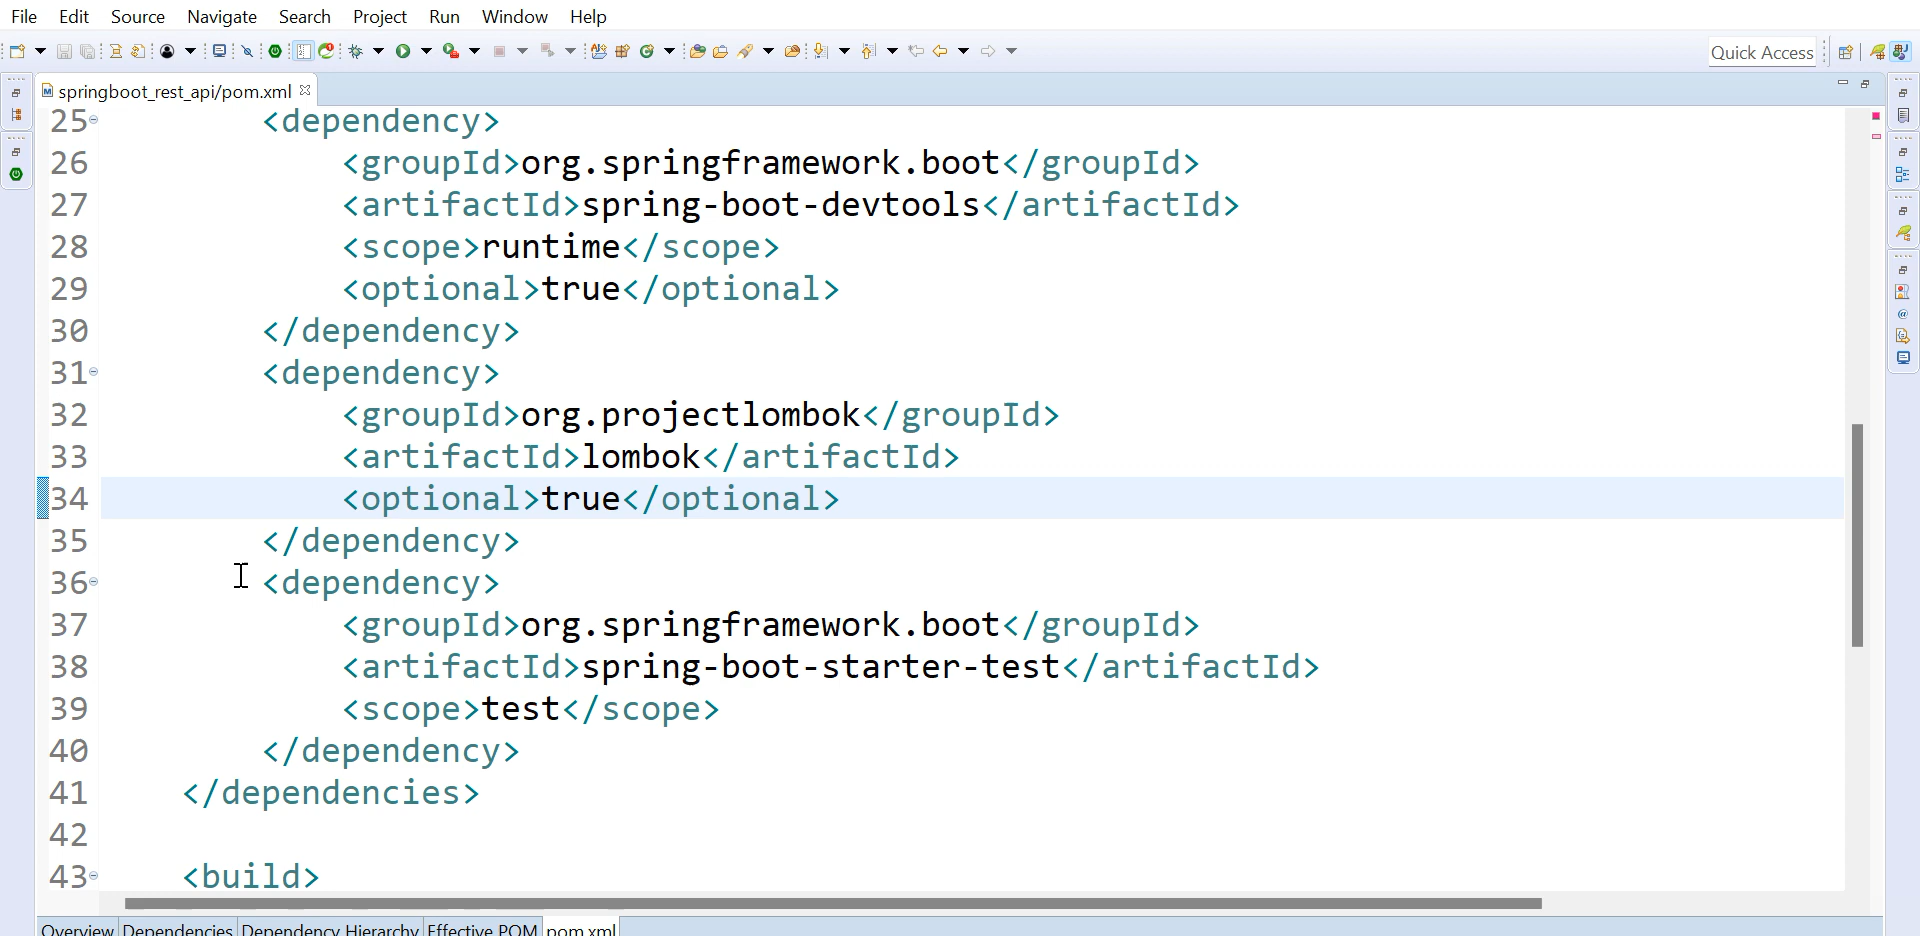 File Edit Source Navigate Search Project Run Window Help
Quick Access
springboot_rest_api/pom.xml
25 <dependency>
26 <groupId>org.springframework.boot</groupId>
27 <artifactId>spring-boot-devtools</artifactId>
28 <scope>runtime</scope>
29 <optional>true</optional>
30 </dependency>
31 <dependency>
32 <groupId>org.projectlombok</groupId>
33 <artifactId>lombok</artifactId>
34 <optional>true</optional>
35 </dependency>
36 <dependency>
37 <groupId>org.springframework.boot</groupId>
38 <artifactId>spring-boot-starter-test</artifactId>
39 <scope>test</scope>
40 </dependency>
41 </dependencies>
42
43 <build>
Overview Dependencies Dependency Hierarchy Effective POM pom.xml